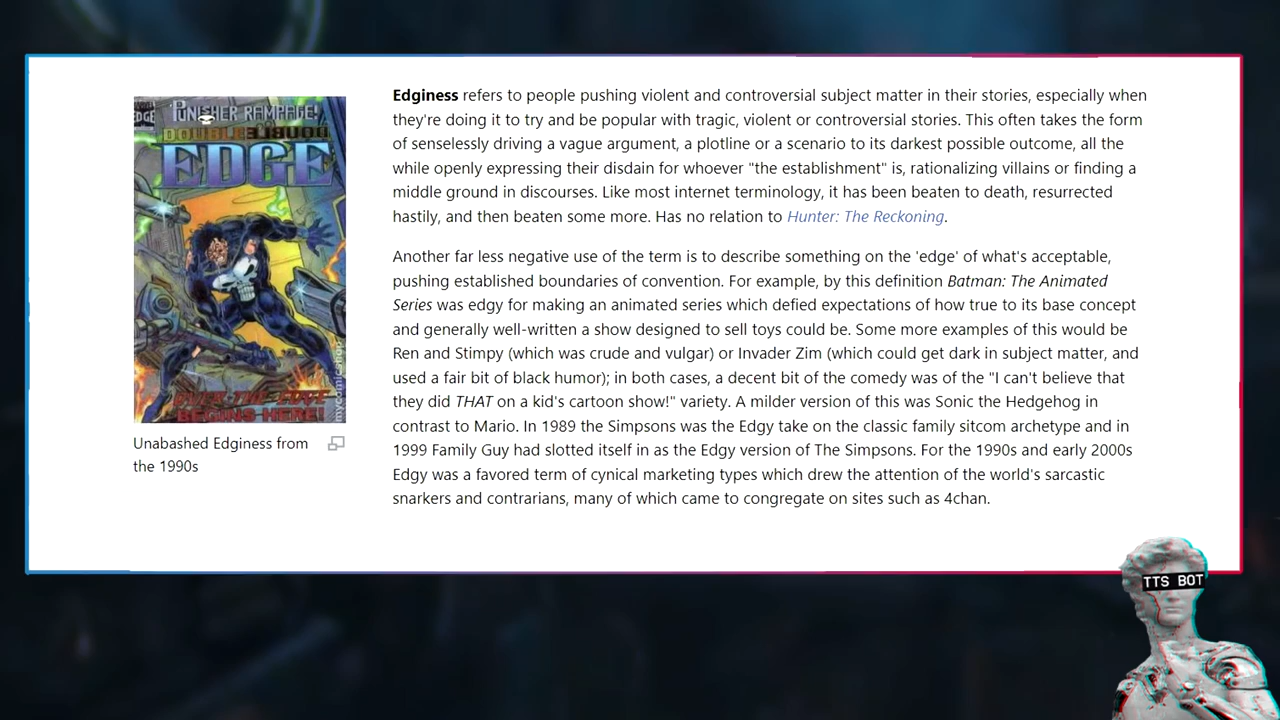 PUNISHER RAMPAGE!
EDGE
DOUBLE
EDGE
OVER THE EDGE
BEGINS HERE!
mycomicshop
Unabashed Edginess from
the 1990s
Edginess refers to people pushing violent and controversial subject matter in their stories, especially when
they're doing it to try and be popular with tragic, violent or controversial stories. This often takes the form
of senselessly driving a vague argument, a plotline or a scenario to its darkest possible outcome, all the
while openly expressing their disdain for whoever "the establishment" is, rationalizing villains or finding a
middle ground in discourses. Like most internet terminology, it has been beaten to death, resurrected
hastily, and then beaten some more. Has no relation to Hunter: The Reckoning.
Another far less negative use of the term is to describe something on the 'edge' of what's acceptable,
pushing established boundaries of convention. For example, by this definition Batman: The Animated
Series was edgy for making an animated series which defied expectations of how true to its base concept
and generally well-written a show designed to sell toys could be. Some more examples of this would be
Ren and Stimpy (which was crude and vulgar) or Invader Zim (which could get dark in subject matter, and
used a fair bit of black humor); in both cases, a decent bit of the comedy was of the "I can't believe that
they did THAT on a kid's cartoon show!" variety. A milder version of this was Sonic the Hedgehog in
contrast to Mario. In 1989 the Simpsons was the Edgy take on the classic family sitcom archetype and in
1999 Family Guy had slotted itself in as the Edgy version of The Simpsons. For the 1990s and early 2000s
Edgy was a favored term of cynical marketing types which drew the attention of the world's sarcastic
snarkers and contrarians, many of which came to congregate on sites such as 4chan.
TTS BOT